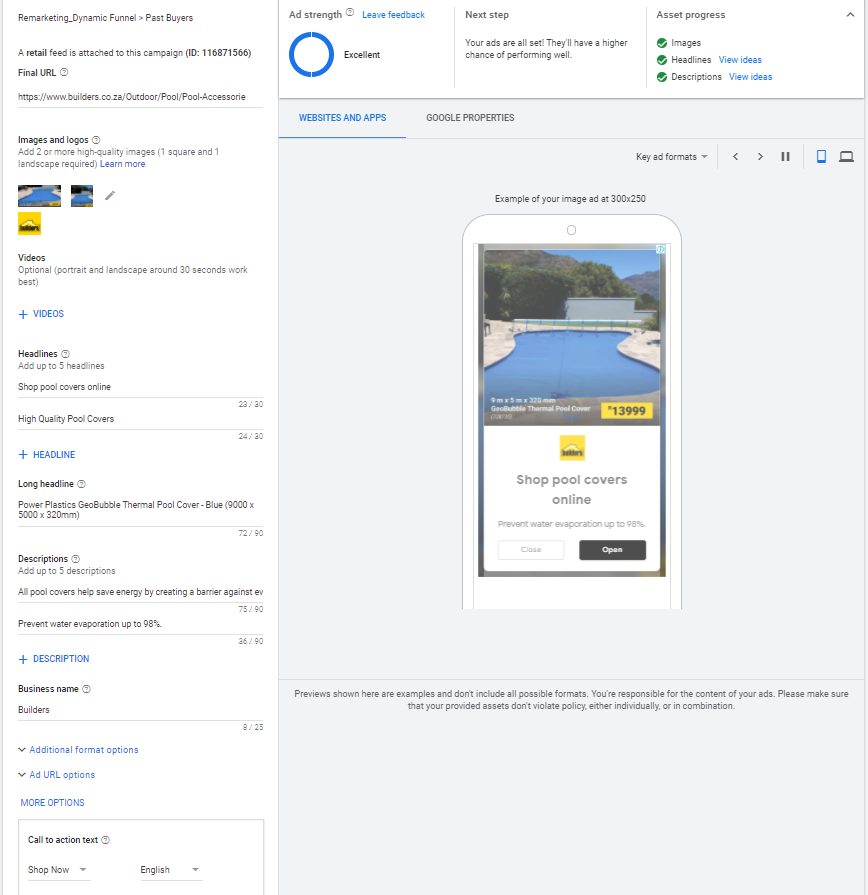 Remarketing_Dynamic Funnel > Past Buyers
A retail feed is attached to this campaign (ID: 116871566)
Final URL
https://www.builders.co.za/Outdoor/Pool/Pool-Accessorie
Images and logos
Add 2 or more high-quality images (1 square and 1
landscape required) Learn more
builders
Videos
Optional (portrait and landscape around 30 seconds work
best)
+ VIDEOS
Headlines
Add up to 5 headlines
Shop pool covers online
23 / 30
High Quality Pool Covers
24 / 30
+ HEADLINE
Long headline
Power Plastics GeoBubble Thermal Pool Cover - Blue (9000 x
5000 x 320mm)
72 / 90
Descriptions
Add up to 5 descriptions
All pool covers help save energy by creating a barrier against ev
75 / 90
Prevent water evaporation up to 98%.
36 / 90
+ DESCRIPTION
Business name
Builders
8 / 25
Additional format options
Ad URL options
MORE OPTIONS
Call to action text
Shop Now
English
Ad strength
Leave feedback
Excellent
Next step
Your ads are all set! They'll have a higher
chance of performing well.
Asset progress
Images
Headlines View ideas
Descriptions View ideas
WEBSITES AND APPS
GOOGLE PROPERTIES
Key ad formats
Example of your image ad at 300x250
9 m x 5 m x 320 mm
GeoBubble Thermal Pool Cover
R13999
builders
Shop pool covers
online
Prevent water evaporation up to 98%.
Close
Open
Previews shown here are examples and don't include all possible formats. You're responsible for the content of your ads. Please make sure
that your provided assets don't violate policy, either individually, or in combination.